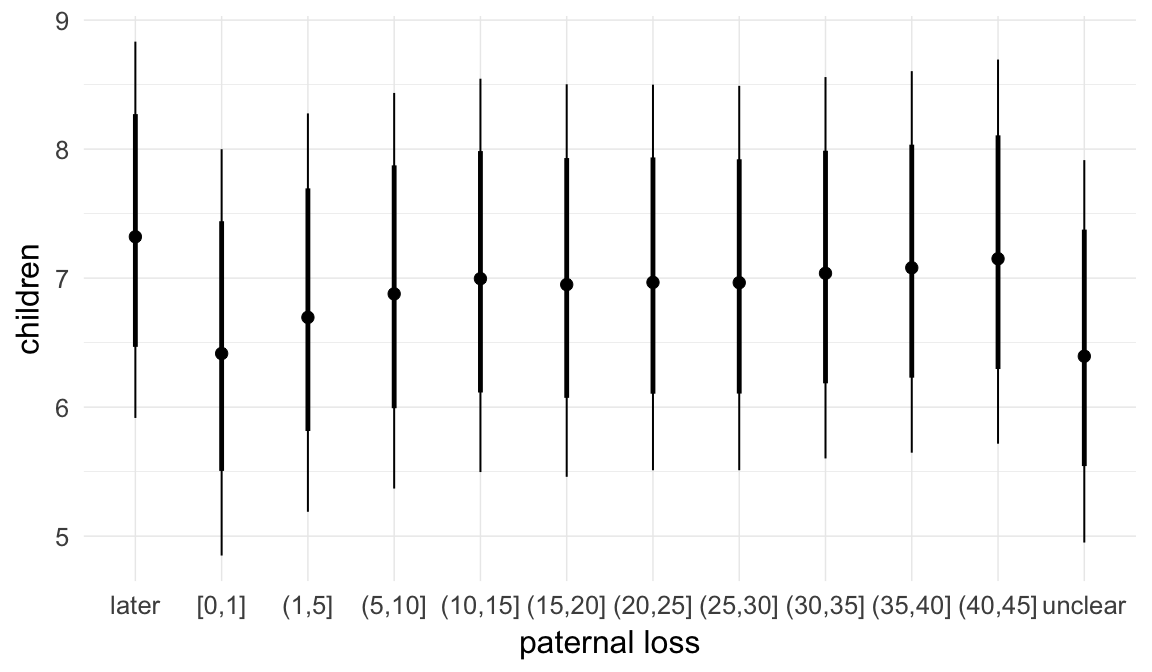 9
8
7
6
5
children
later [0,1] (1,5] (5,10] (10,15] (15,20] (20,25] (25,30] (30,35] (35,40] (40,45] unclear
paternal loss